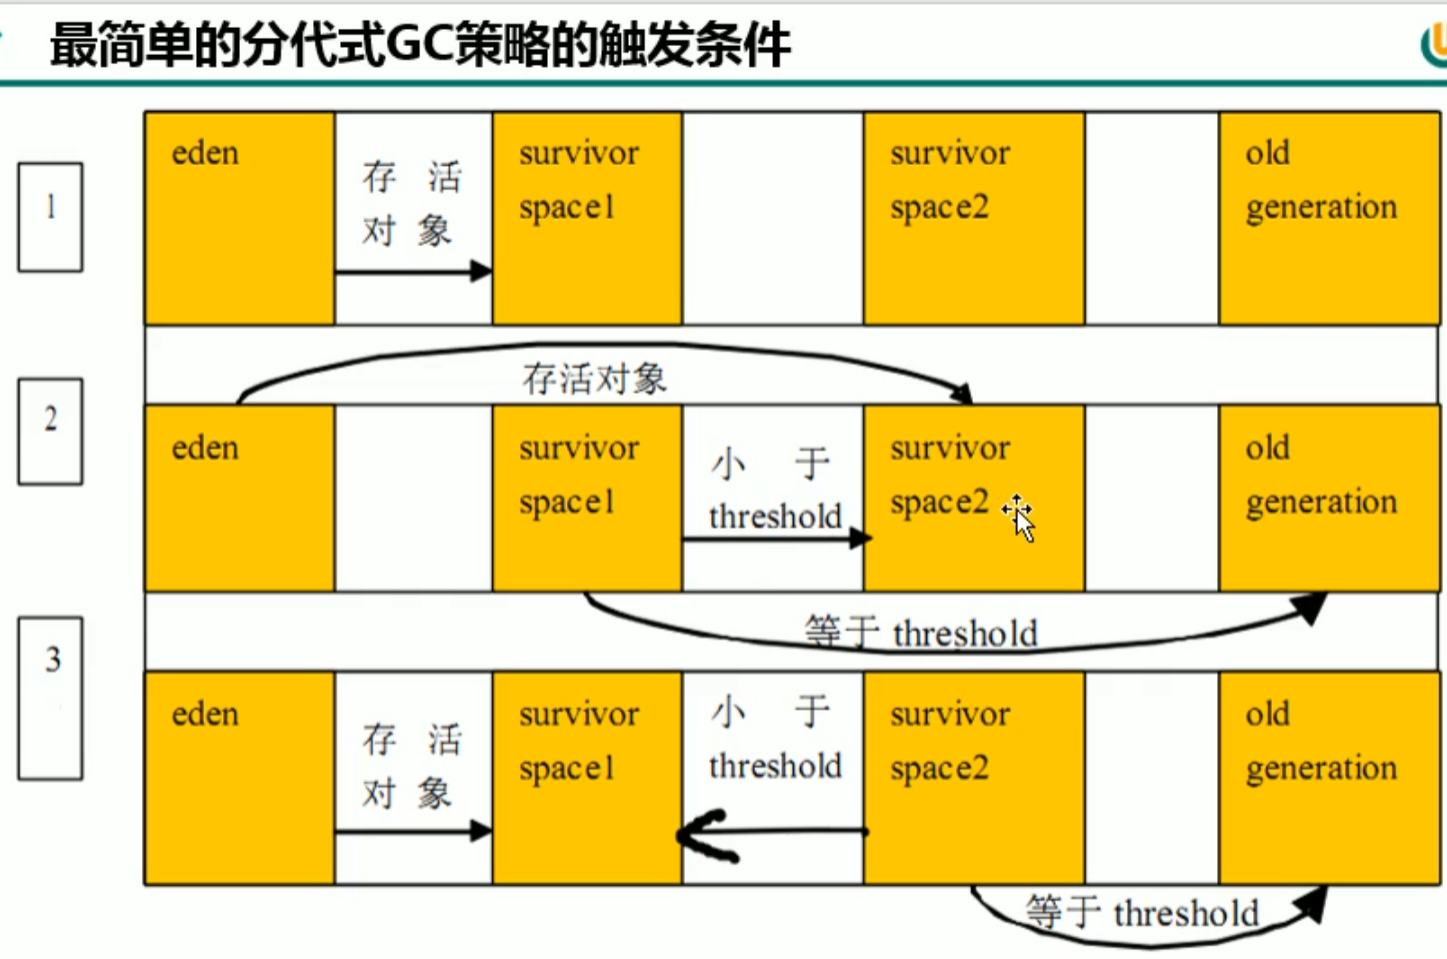 最简单的分代式GC策略的触发条件
1
eden
存 活
对 象
survivor
space1
survivor
space2
old
generation
存活对象
2
eden
survivor
space1
小 于
threshold
survivor
space2
old
generation
等于 threshold
3
eden
存 活
对 象
survivor
space1
小 于
threshold
survivor
space2
old
generation
等于 threshold